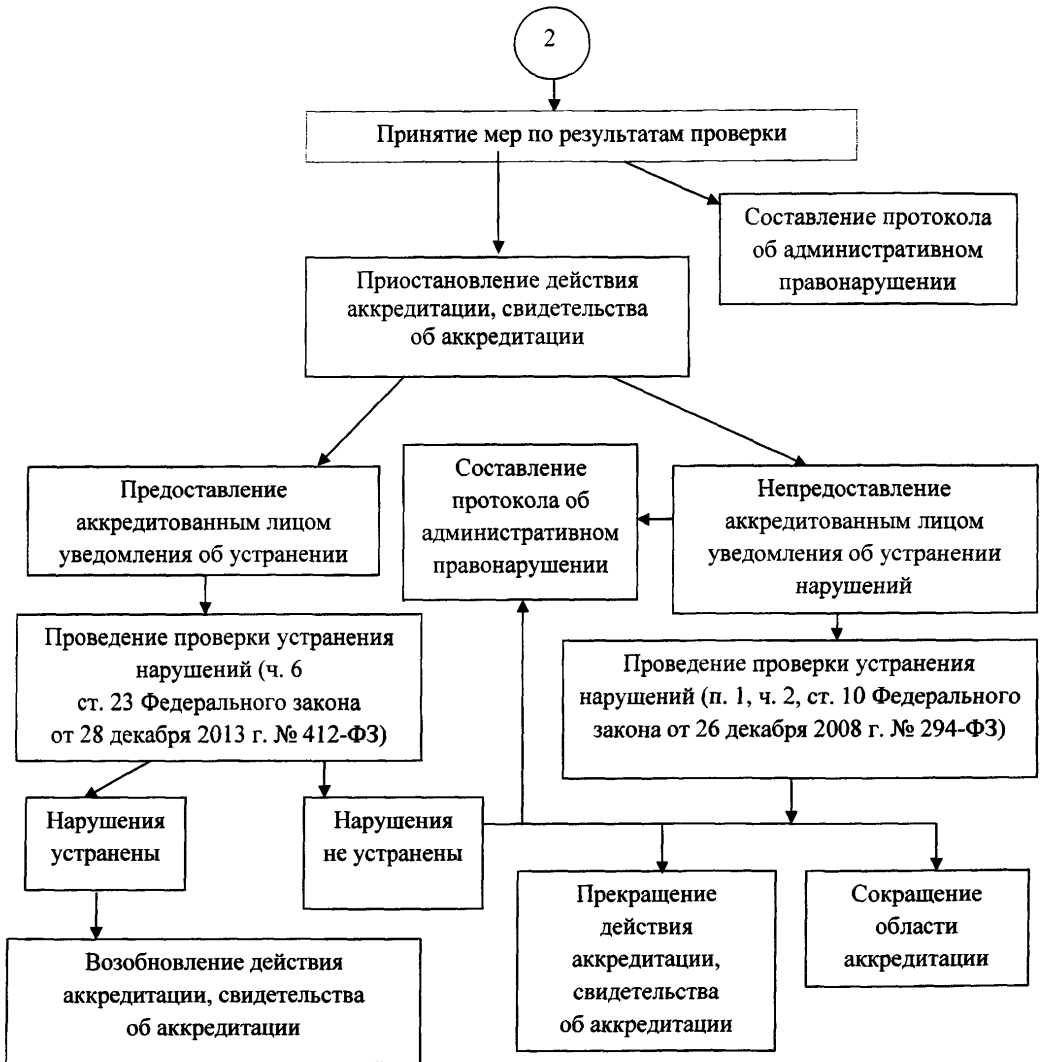 2
Принятие мер по результатам проверки
Составление протокола
об административном
правонарушении
Приостановление действия
аккредитации, свидетельства
об аккредитации
Составление
протокола об
административном
правонарушении
Предоставление
аккредитованным лицом
уведомления об устранении
Непредоставление
аккредитованным лицом
уведомления об устранении
нарушений
Проведение проверки устранения
нарушений (ч. 6
ст. 23 Федерального закона
от 28 декабря 2013 г. № 412-ФЗ)
Проведение проверки устранения
нарушений (п. 1, ч. 2, ст. 10 Федерального
закона от 26 декабря 2008 г. № 294-ФЗ)
Нарушения
устранены
Нарушения
не устранены
Прекращение
действия
аккредитации,
свидетельства
об аккредитации
Сокращение
области
аккредитации
Возобновление действия
аккредитации, свидетельства
об аккредитации